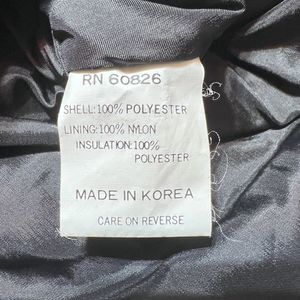 RN 60826
SHELL:100% POLYESTER
LINING:100% NYLON
INSULATION:100%
POLYESTER
MADE IN KOREA
CARE ON REVERSE